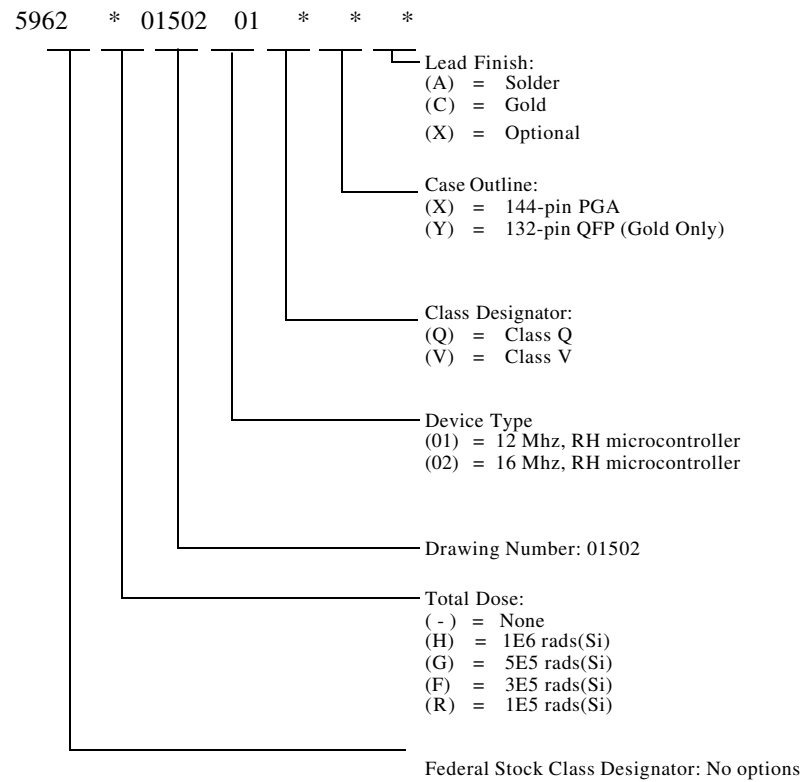 5962 * 01502 01 * * *
Lead Finish:
(A) = Solder
(C) = Gold
(X) = Optional
Case Outline:
(X) = 144-pin PGA
(Y) = 132-pin QFP (Gold Only)
Class Designator:
(Q) = Class Q
(V) = Class V
Device Type
(01) = 12 Mhz, RH microcontroller
(02) = 16 Mhz, RH microcontroller
Drawing Number: 01502
Total Dose:
( - ) = None
(H) = 1E6 rads(Si)
(G) = 5E5 rads(Si)
(F) = 3E5 rads(Si)
(R) = 1E5 rads(Si)
Federal Stock Class Designator: No options